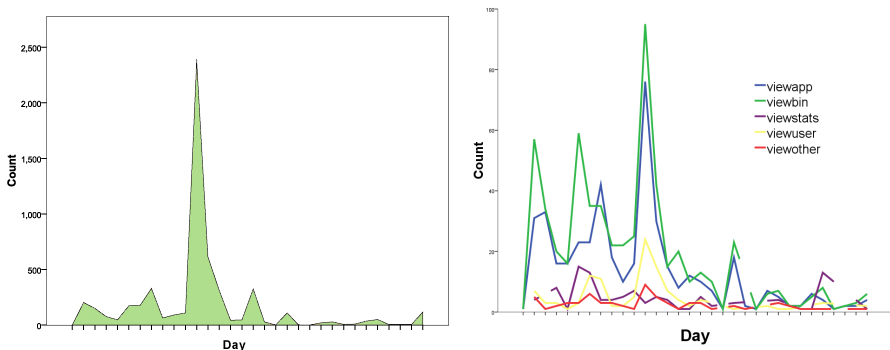 2,500
2,000
1,500
1,000
500
0
Count
Day
100
80
60
40
20
0
Count
viewapp
viewbin
viewstats
viewuser
viewother
Day